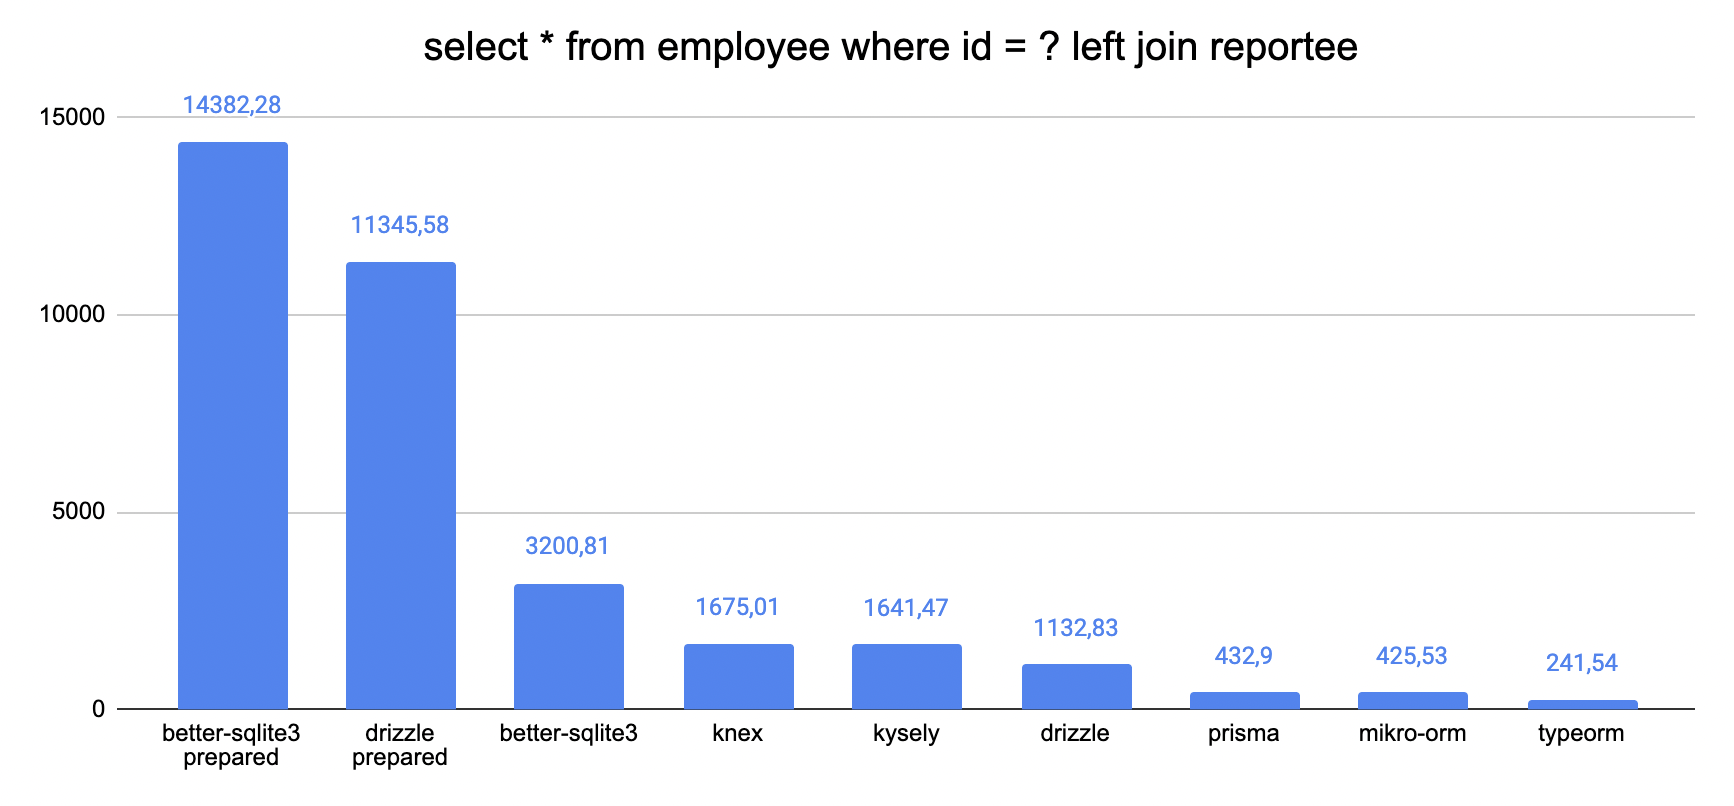 select * from employee where id = ? left join reportee
14382,28
15000
11345,58
10000
5000
3200,81
1675,01
1641,47
1132,83
432,9
425,53
241,54
0
better-sqlite3
prepared
drizzle
prepared
better-sqlite3
knex
kysely
drizzle
prisma
mikro-orm
typeorm